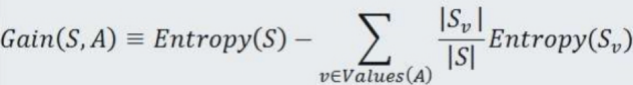 Gain(S, A) ≡ Entropy(S) − ∑_{v∈Values(A)} |S_v|/|S| Entropy(S_v)